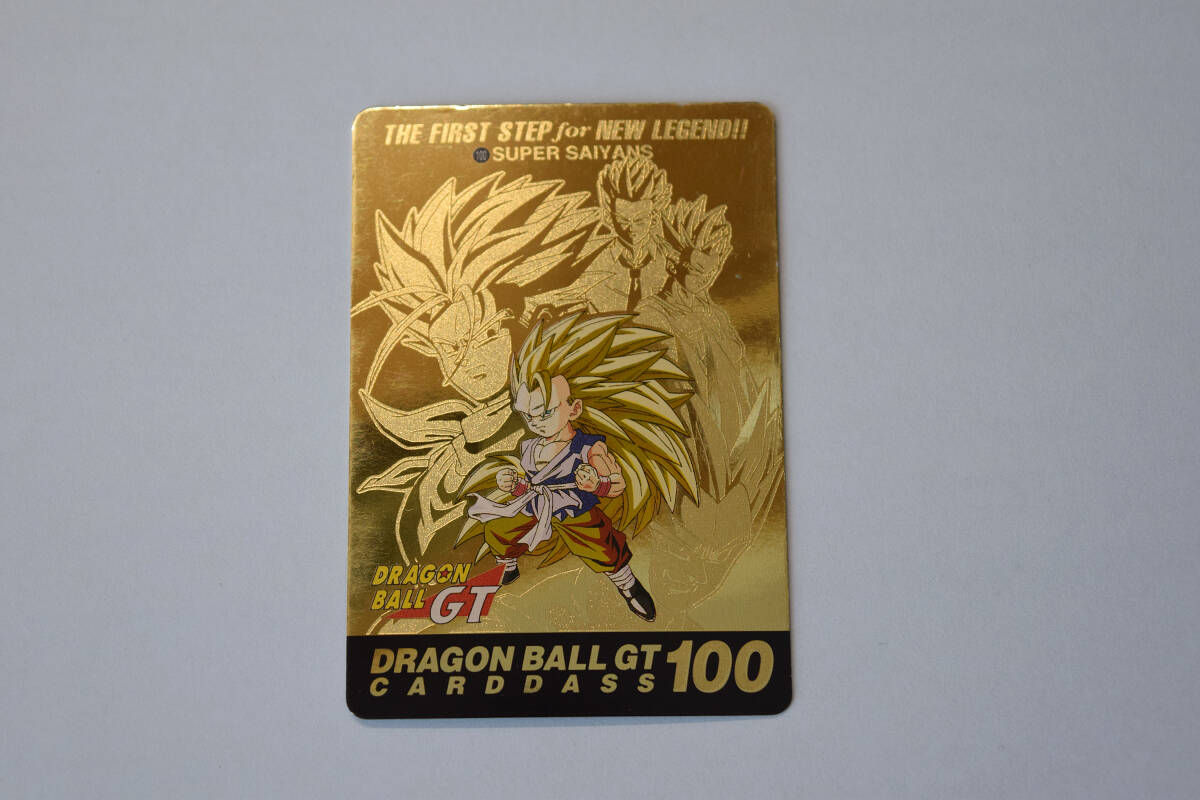 THE FIRST STEP for NEW LEGEND!!
100 SUPER SAIYANS
DRAGON
BALL GT
DRAGON BALL GT 100
CARDDASS